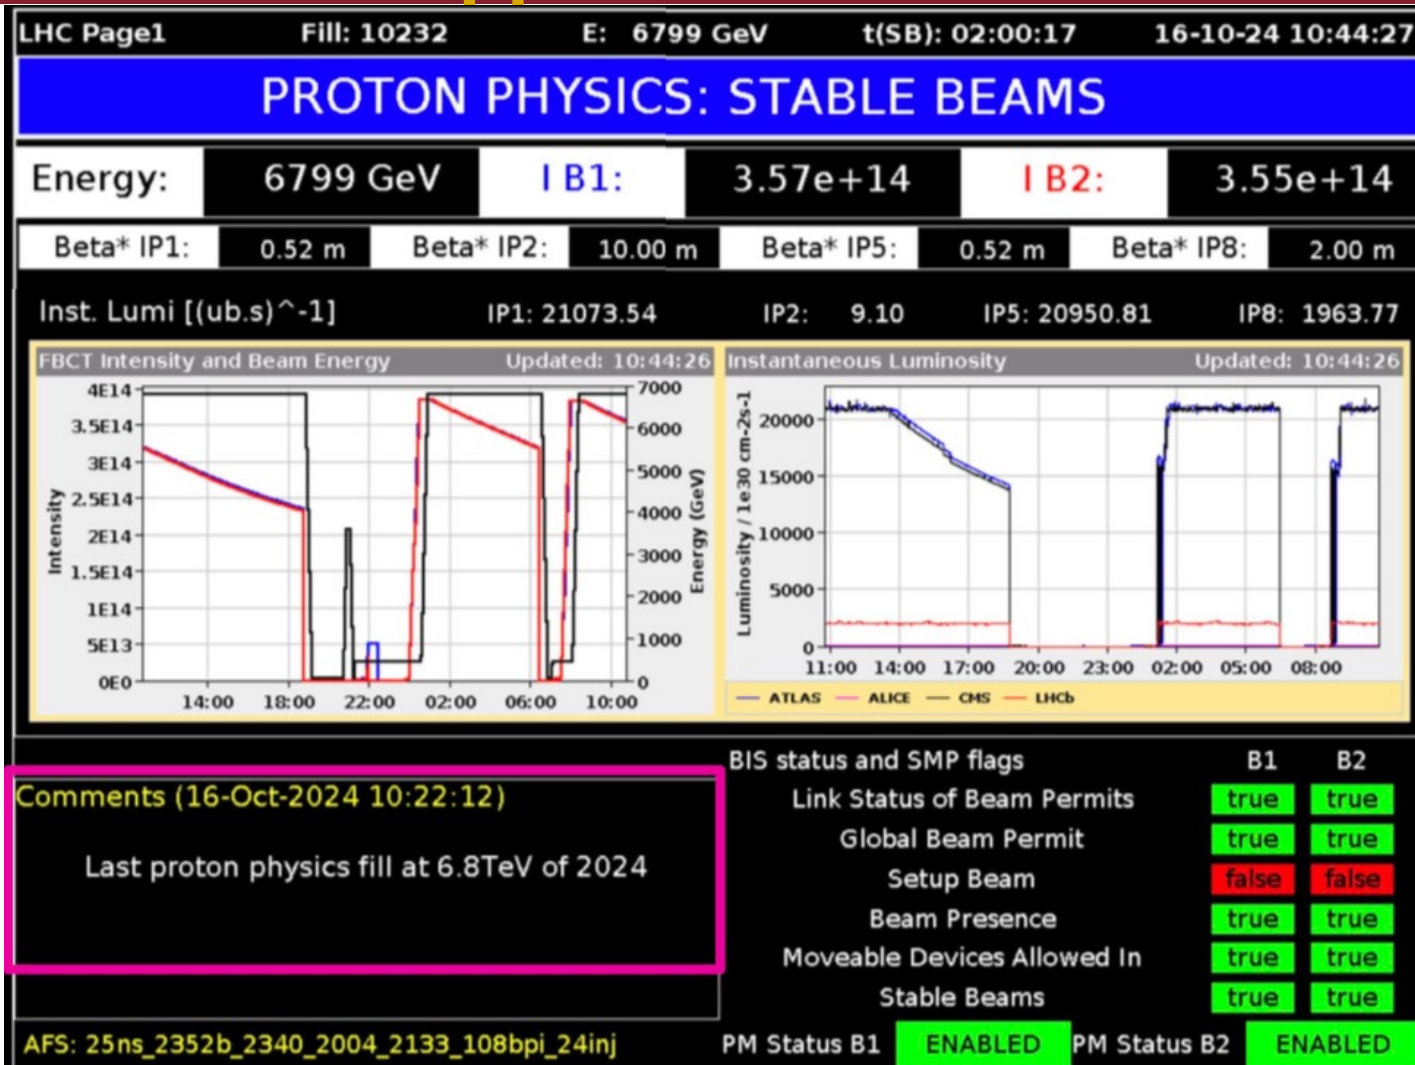 LHC Page1 Fill: 10232 E: 6799 GeV t(SB): 02:00:17 16-10-24 10:44:27
PROTON PHYSICS: STABLE BEAMS
Energy: 6799 GeV I B1: 3.57e+14 I B2: 3.55e+14
Beta* IP1: 0.52 m Beta* IP2: 10.00 m Beta* IP5: 0.52 m Beta* IP8: 2.00 m
Inst. Lumi [(ub.s)^-1] IP1: 21073.54 IP2: 9.10 IP5: 20950.81 IP8: 1963.77
FBCT Intensity and Beam Energy Updated: 10:44:26
Intensity
4E14
3.5E14
3E14
2.5E14
2E14
1.5E14
1E14
5E13
0E0
7000
6000
5000
4000
3000
2000
1000
0
Energy (GeV)
14:00 18:00 22:00 02:00 06:00 10:00
Instantaneous Luminosity Updated: 10:44:26
Luminosity / 1e30 cm-2s-1
20000
15000
10000
5000
0
11:00 14:00 17:00 20:00 23:00 02:00 05:00 08:00
ATLAS ALICE CMS LHCb
Comments (16-Oct-2024 10:22:12)
Last proton physics fill at 6.8TeV of 2024
BIS status and SMP flags B1 B2
Link Status of Beam Permits true true
Global Beam Permit true true
Setup Beam false false
Beam Presence true true
Moveable Devices Allowed In true true
Stable Beams true true
AFS: 25ns_2352b_2340_2004_2133_108bpi_24inj PM Status B1 ENABLED PM Status B2 ENABLED